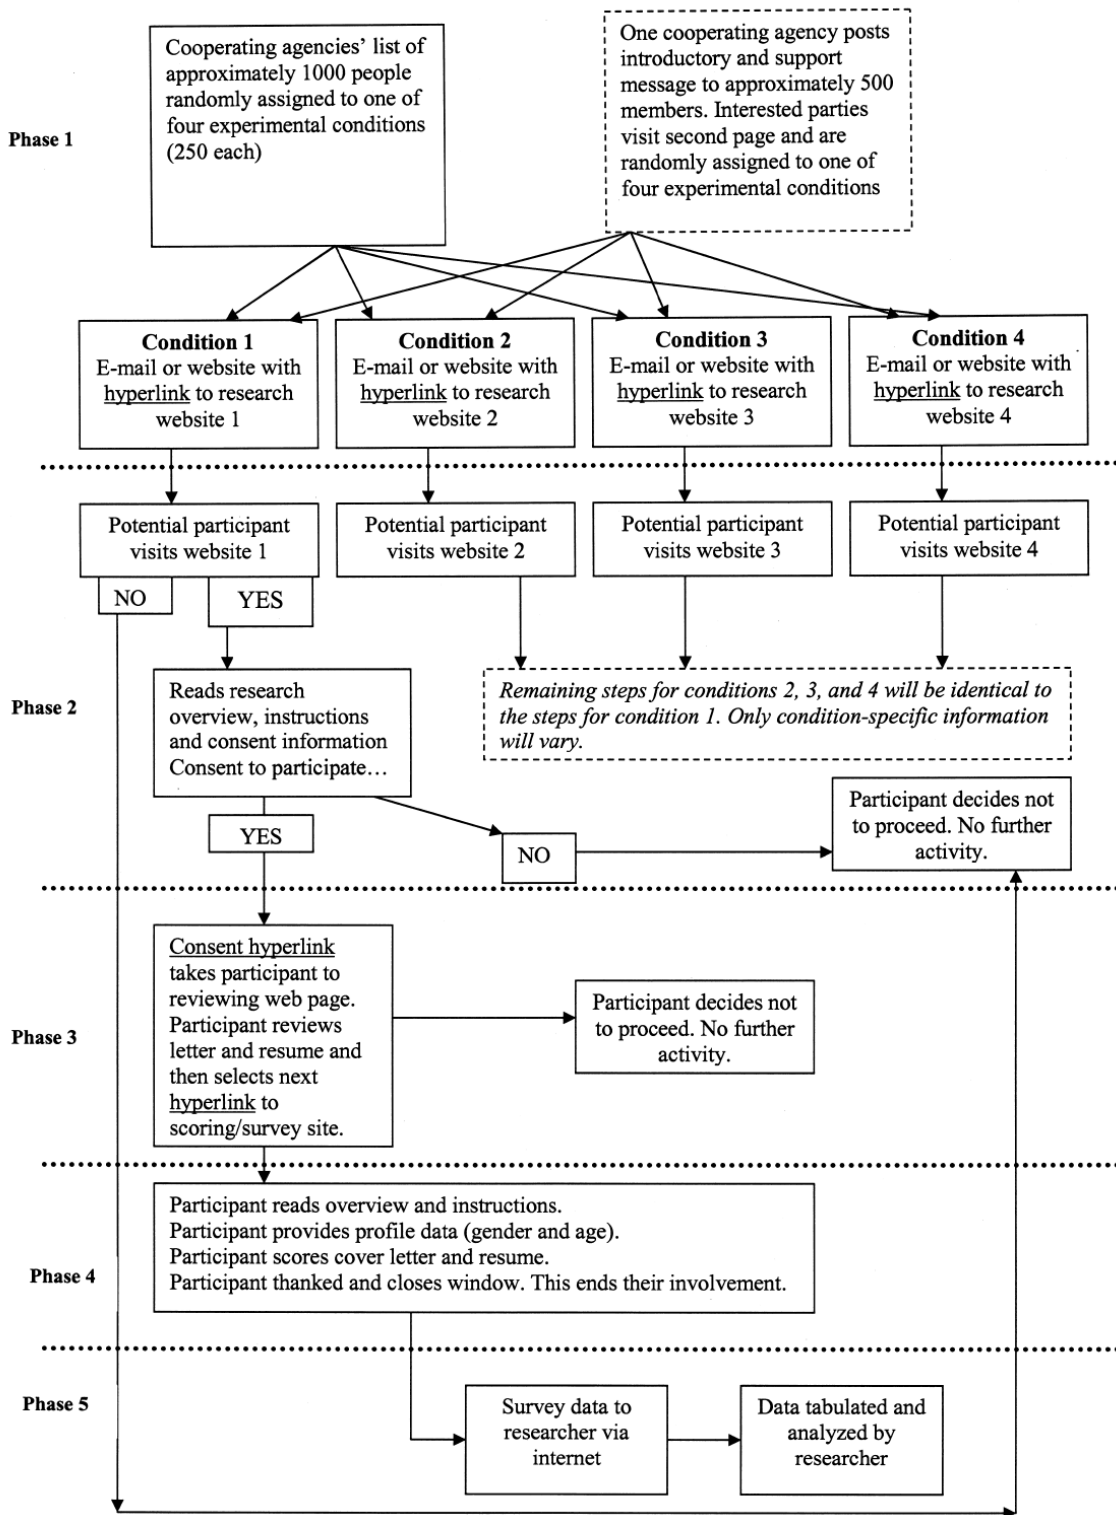 Phase 1
Cooperating agencies’ list of
approximately 1000 people
randomly assigned to one of
four experimental conditions
(250 each)
One cooperating agency posts
introductory and support
message to approximately 500
members. Interested parties
visit second page and are
randomly assigned to one of
four experimental conditions
Condition 1
E-mail or website with
hyperlink to research
website 1
Condition 2
E-mail or website with
hyperlink to research
website 2
Condition 3
E-mail or website with
hyperlink to research
website 3
Condition 4
E-mail or website with
hyperlink to research
website 4
Phase 2
Potential participant
visits website 1
Potential participant
visits website 2
Potential participant
visits website 3
Potential participant
visits website 4
NO
YES
Reads research
overview, instructions
and consent information
Consent to participate…
Remaining steps for conditions 2, 3, and 4 will be identical to
the steps for condition 1. Only condition-specific information
will vary.
YES
NO
Participant decides not
to proceed. No further
activity.
Phase 3
Consent hyperlink
takes participant to
reviewing web page.
Participant reviews
letter and resume and
then selects next
hyperlink to
scoring/survey site.
Participant decides not
to proceed. No further
activity.
Phase 4
Participant reads overview and instructions.
Participant provides profile data (gender and age).
Participant scores cover letter and resume.
Participant thanked and closes window. This ends their involvement.
Phase 5
Survey data to
researcher via
internet
Data tabulated and
analyzed by
researcher